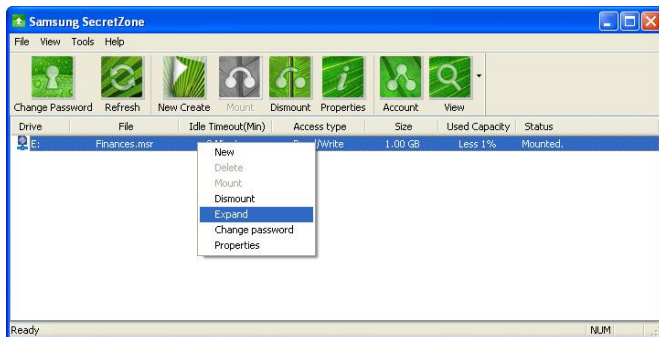 Samsung SecretZone
File View Tools Help
Change Password Refresh New Create Mount Dismount Properties Account View
Drive File Idle Timeout(Min) Access type Size Used Capacity Status
E: Finances.msr /Write 1.00 GB Less 1% Mounted.
New
Delete
Mount
Dismount
Expand
Change password
Properties
Ready NUM